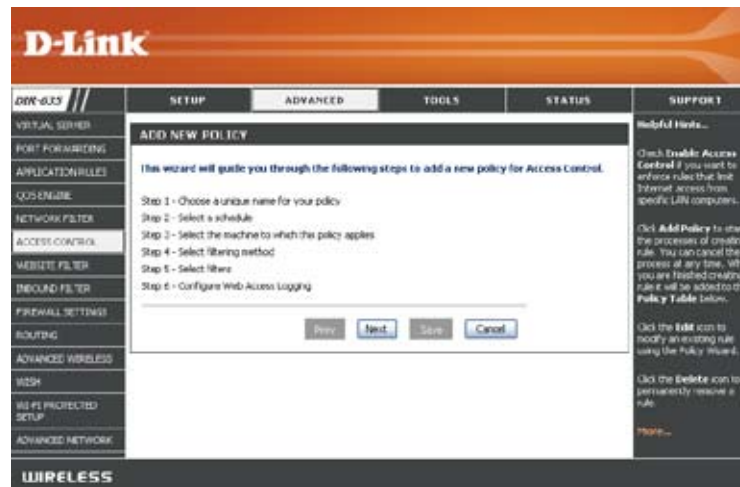 D-Link
DIR-635
SETUP
ADVANCED
TOOLS
STATUS
SUPPORT
VIRTUAL SERVER
PORT FORWARDING
APPLICATION RULES
QOS ENGINE
NETWORK FILTER
ACCESS CONTROL
WEBSITE FILTER
INBOUND FILTER
FIREWALL SETTINGS
ROUTING
ADVANCED WIRELESS
WISH
WI-FI PROTECTED
SETUP
ADVANCED NETWORK
ADD NEW POLICY
This wizard will guide you through the following steps to add a new policy for Access Control.
Step 1 - Choose a unique name for your policy
Step 2 - Select a schedule
Step 3 - Select the machine to which this policy applies
Step 4 - Select filtering method
Step 5 - Select filters
Step 6 - Configure Web Access Logging
Prev
Next
Save
Cancel
Helpful Hints...
Check Enable Access
Control if you want to
enforce rules that limit
Internet access from
specific LAN computers.
Click Add Policy to
the processes of
rule. You can cancel the
process at any time.
you are finished
rule it will be added to
Policy Table below.
Click the Edit icon to
modify an existing rule
using the Policy Wizard.
Click the Delete icon to
permanently remove a
rule.
More...
WIRELESS